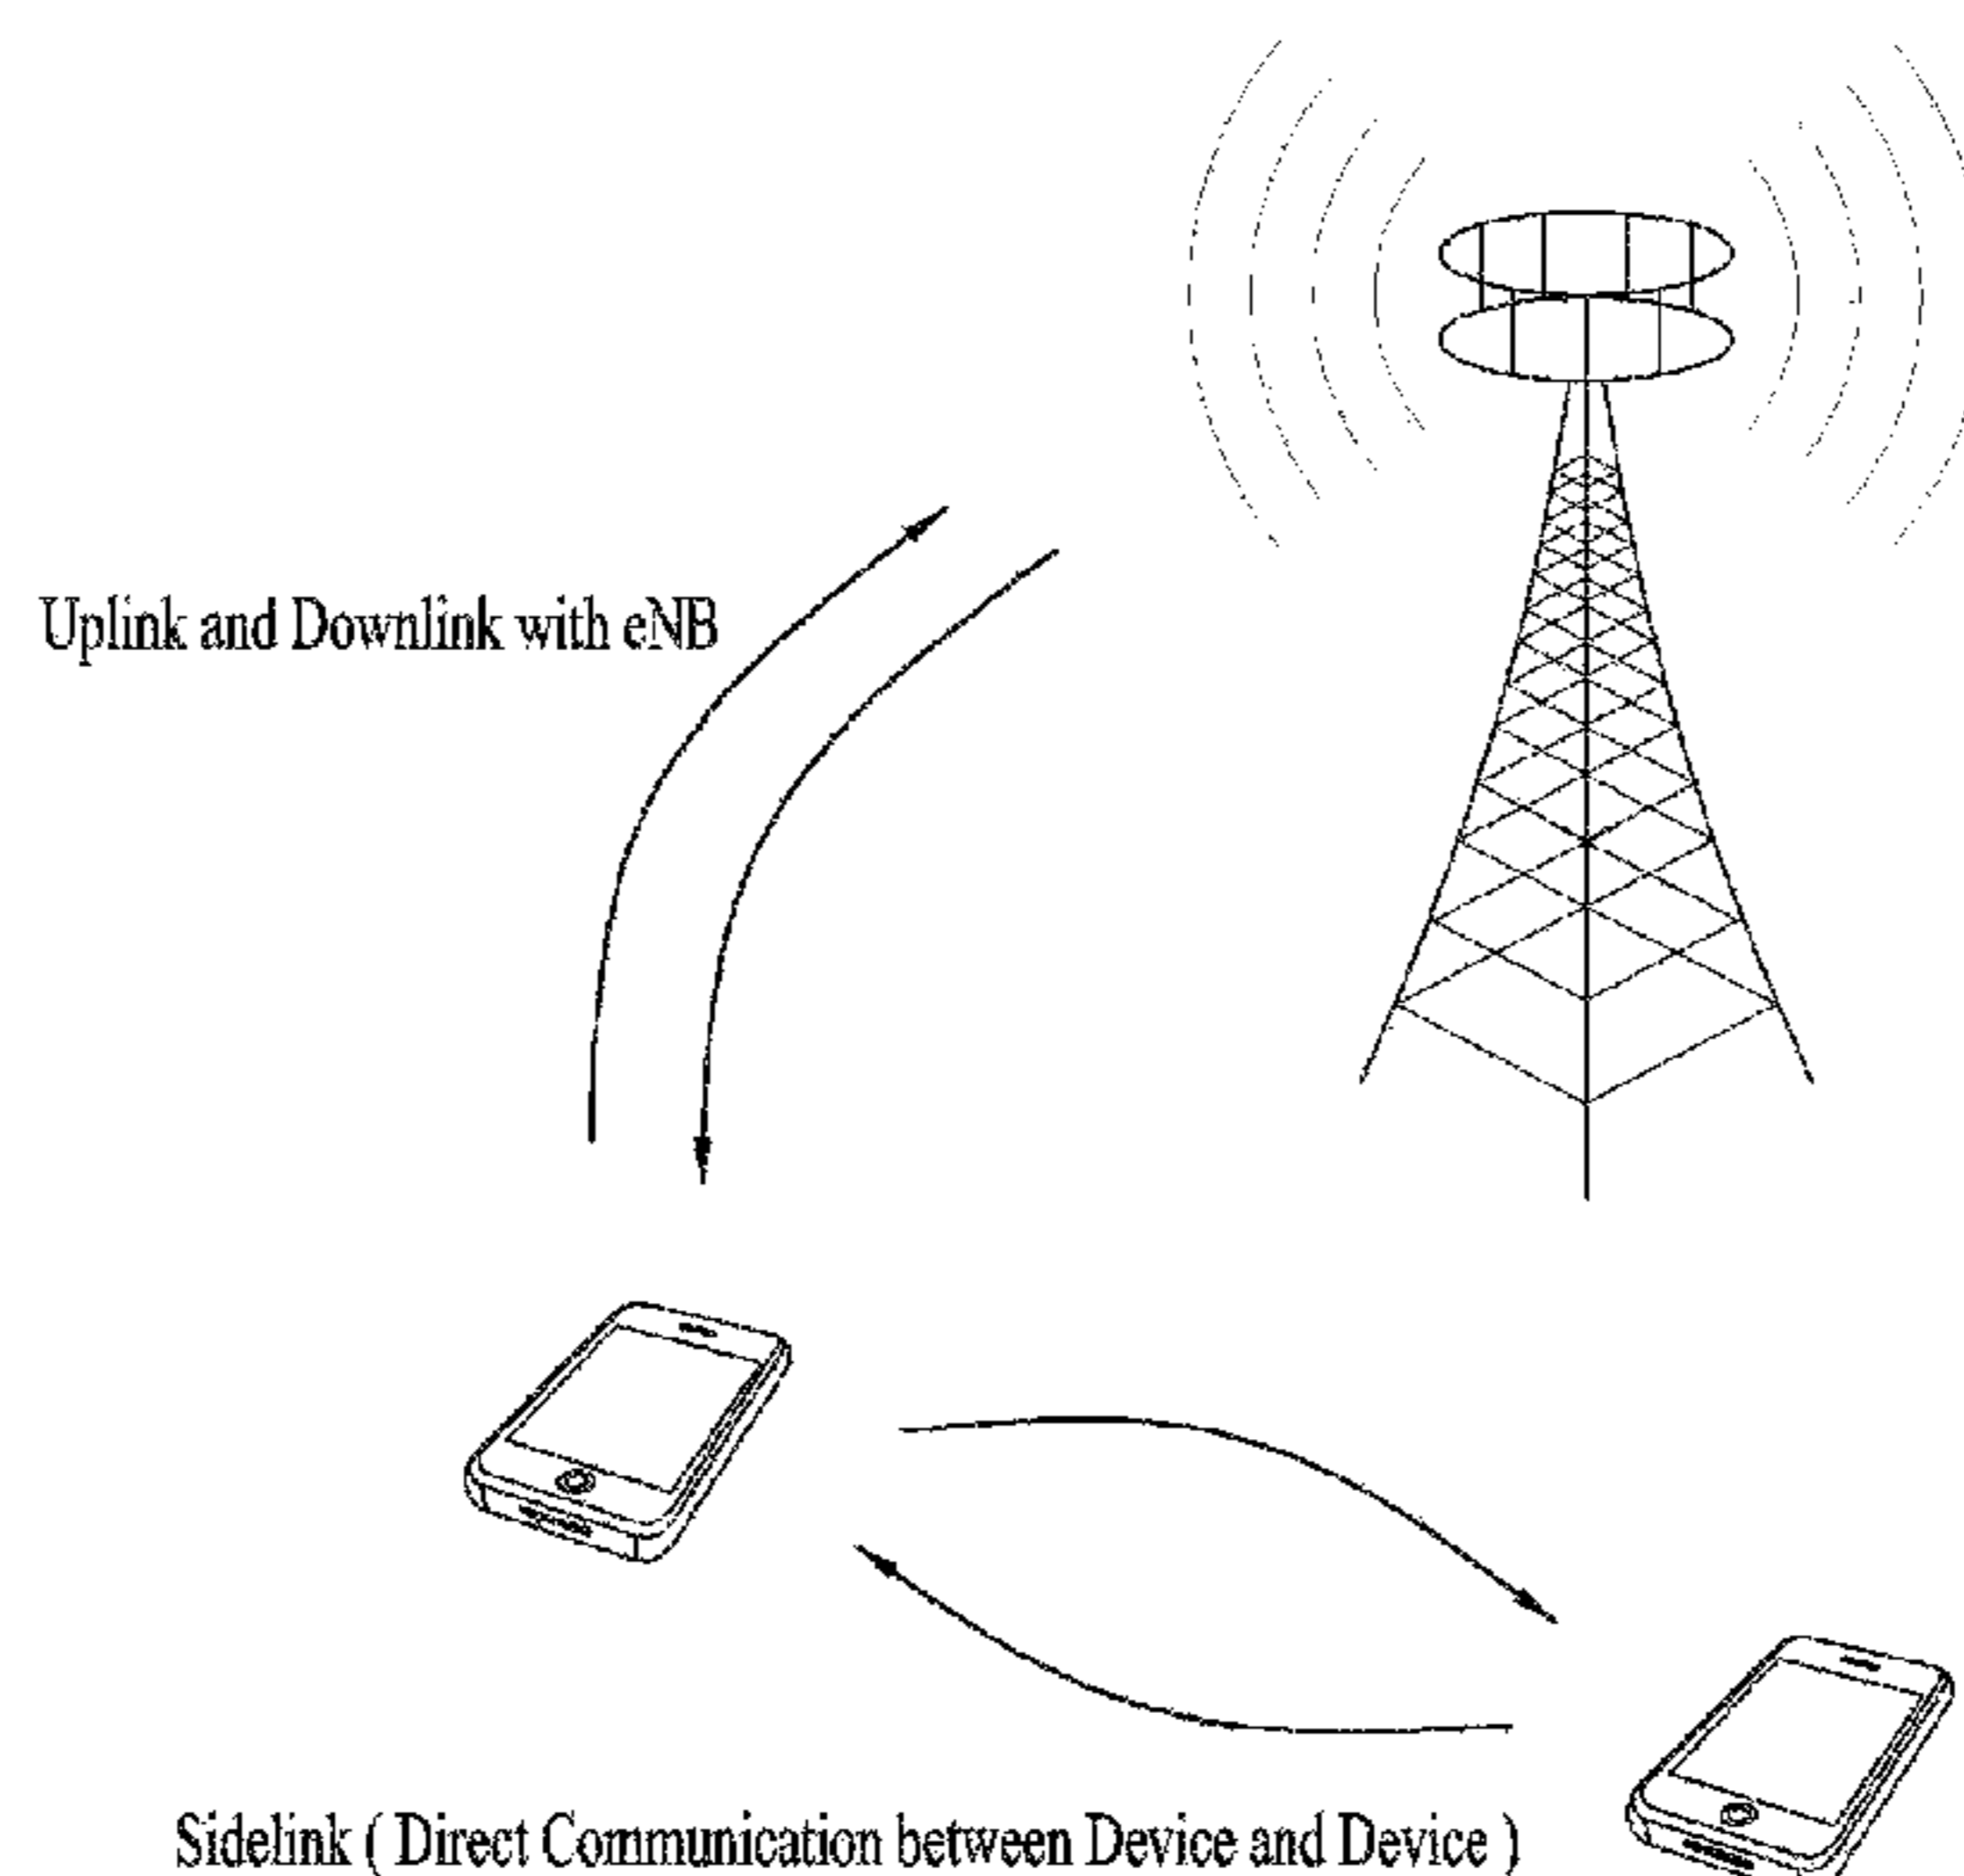 Uplink and Downlink with eNB
Sidelink ( Direct Communication between Device and Device )